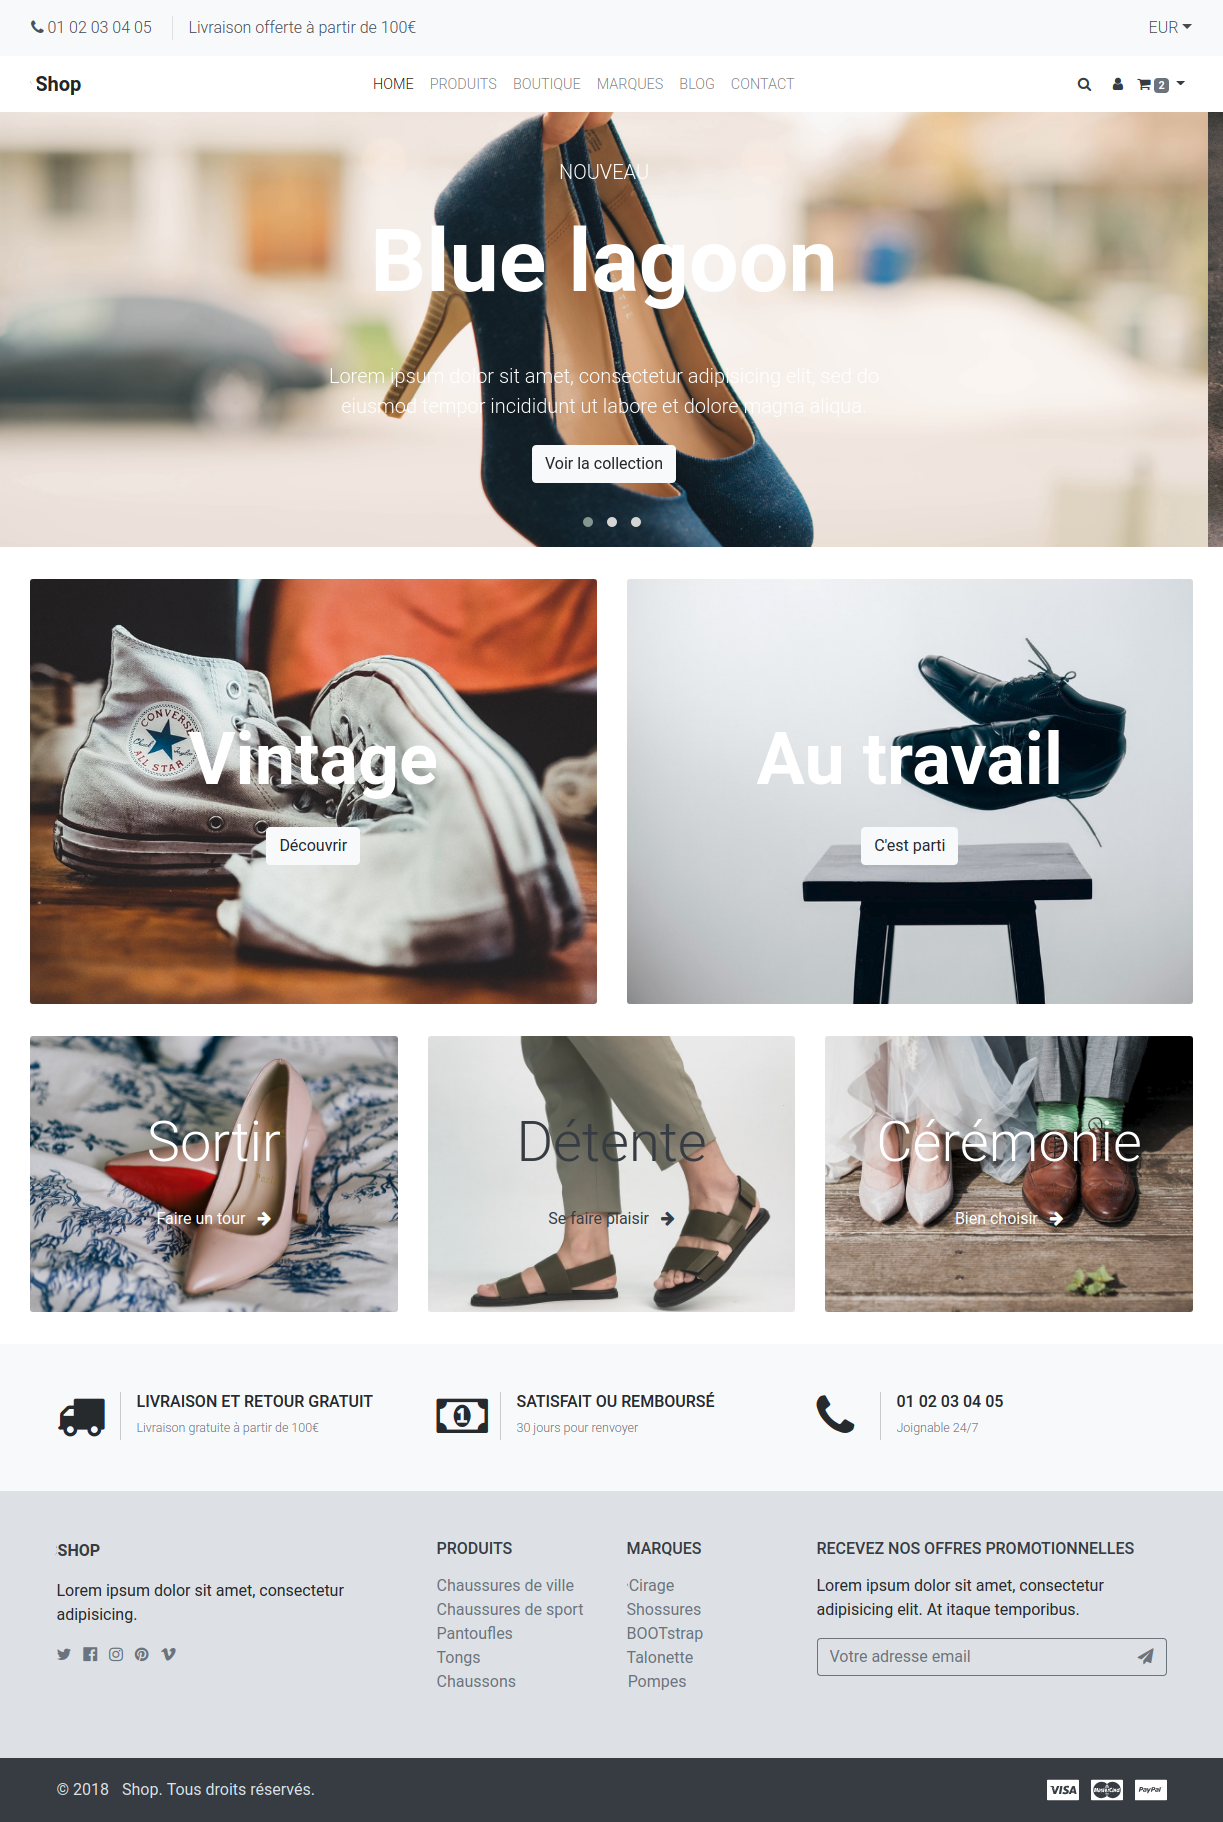 01 02 03 04 05
Livraison offerte à partir de 100€
EUR
Shop
HOME PRODUITS BOUTIQUE MARQUES BLOG CONTACT
2
NOUVEAU
Blue lagoon
Lorem ipsum dolor sit amet, consectetur adipisicing elit, sed do
eiusmod tempor incididunt ut labore et dolore magna aliqua.
Voir la collection
CONVERSE
ALL STAR
Vintage
Découvrir
Au travail
C'est parti
Sortir
Faire un tour
Détente
Se faire plaisir
Cérémonie
Bien choisir
LIVRAISON ET RETOUR GRATUIT
Livraison gratuite à partir de 100€
1
SATISFAIT OU REMBOURSÉ
30 jours pour renvoyer
01 02 03 04 05
Joignable 24/7
SHOP
Lorem ipsum dolor sit amet, consectetur
adipisicing.
PRODUITS
Chaussures de ville
Chaussures de sport
Pantoufles
Tongs
Chaussons
MARQUES
Cirage
Shossures
BOOTstrap
Talonette
Pompes
RECEVEZ NOS OFFRES PROMOTIONNELLES
Lorem ipsum dolor sit amet, consectetur
adipisicing elit. At itaque temporibus.
Votre adresse email
© 2018 Shop. Tous droits réservés.
VISA
MasterCard
PayPal